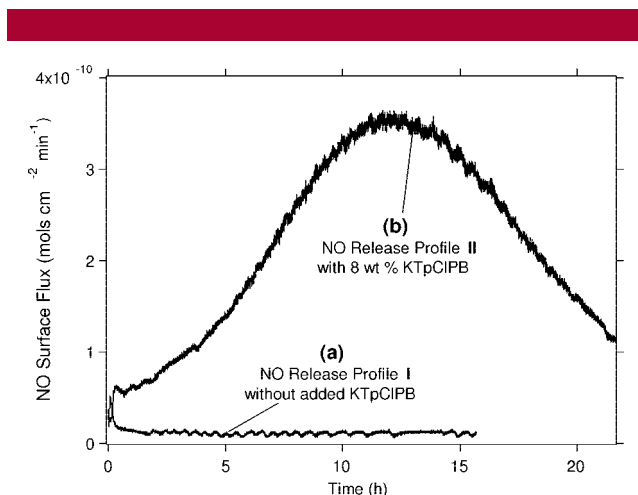 4x10 -10
3
2
1
0
NO Surface Flux (mols cm -2 min-1)
(b)
NO Release Profile II
with 8 wt % KTpClPB
(a)
NO Release Profile I
without added KTpClPB
0 5 10 15 20
Time (h)